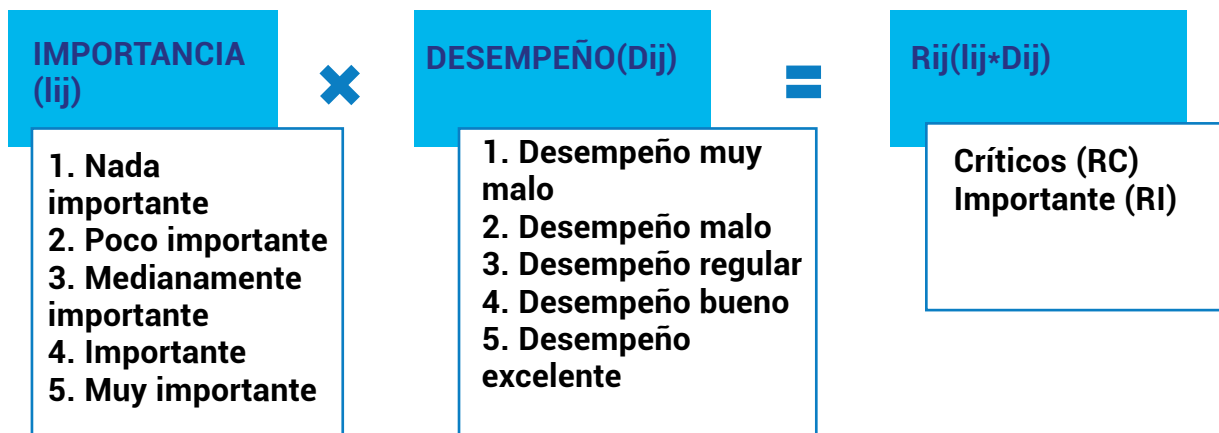 IMPORTANCIA
(Iij)
1. Nada
importante
2. Poco importante
3. Medianamente
importante
4. Importante
5. Muy importante
DESEMPEÑO(Dij)
1. Desempeño muy
malo
2. Desempeño malo
3. Desempeño regular
4. Desempeño bueno
5. Desempeño
excelente
Rij(Iij*Dij)
Críticos (RC)
Importante (RI)